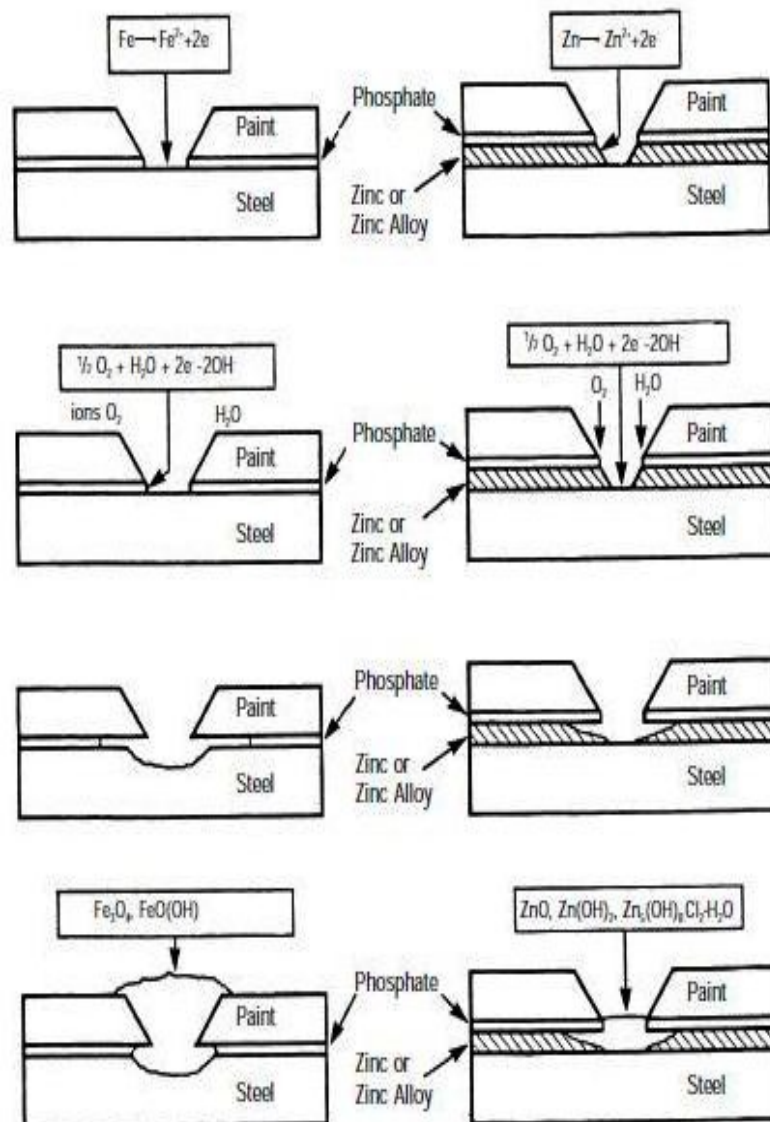 Fe→Fe²⁺+2e
Zn→Zn²⁺+2e
Phosphate
Paint
Paint
Zinc or
Zinc Alloy
Steel
Steel
½ O₂ + H₂O + 2e -2OH
½ O₂ + H₂O + 2e -2OH
ions O₂
H₂O
O₂
H₂O
Phosphate
Paint
Paint
Zinc or
Zinc Alloy
Steel
Steel
Phosphate
Paint
Paint
Zinc or
Zinc Alloy
Steel
Steel
FeO(OH)
ZnO, Zn(OH)₂, Zn₅(OH)₈Cl₂-H₂O
Phosphate
Paint
Paint
Zinc or
Zinc Alloy
Steel
Steel